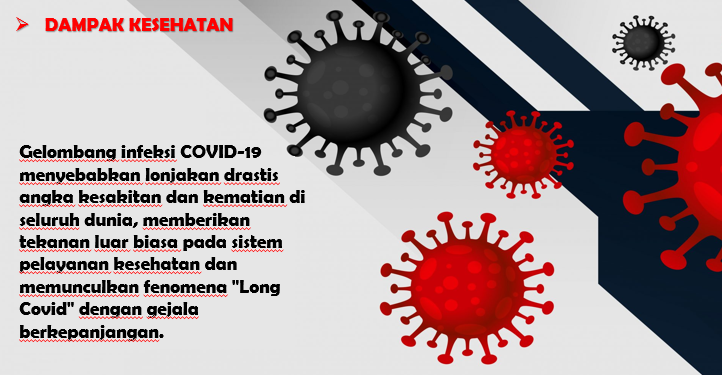 DAMPAK KESEHATAN
Gelombang infeksi COVID-19
menyebabkan lonjakan drastis
angka kesakitan dan kematian di
seluruh dunia, memberikan
tekanan luar biasa pada sistem
pelayanan kesehatan dan
memunculkan fenomena "Long
Covid" dengan gejala
berkepanjangan.